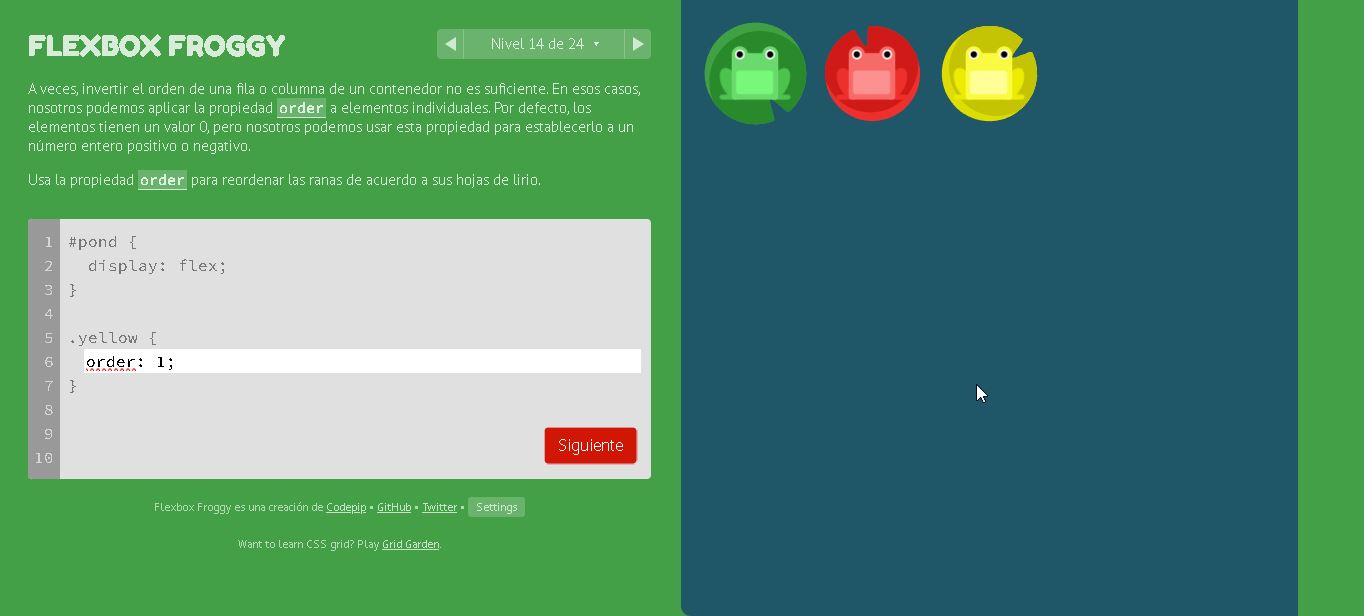 FLEXBOX FROGGY
Nivel 14 de 24
A veces, invertir el orden de una fila o columna de un contenedor no es suficiente. En esos casos,
nosotros podemos aplicar la propiedad order a elementos individuales. Por defecto, los
elementos tienen un valor 0, pero nosotros podemos usar esta propiedad para establecerlo a un
número entero positivo o negativo.
Usa la propiedad order para reordenar las ranas de acuerdo a sus hojas de lirio.
1 #pond {
2 display: flex;
3 }
4
5 .yellow {
6 order: 1;
7 }
8
9
10
Siguiente
Flexbox Froggy es una creación de Codepip • GitHub • Twitter • Settings
Want to learn CSS grid? Play Grid Garden.